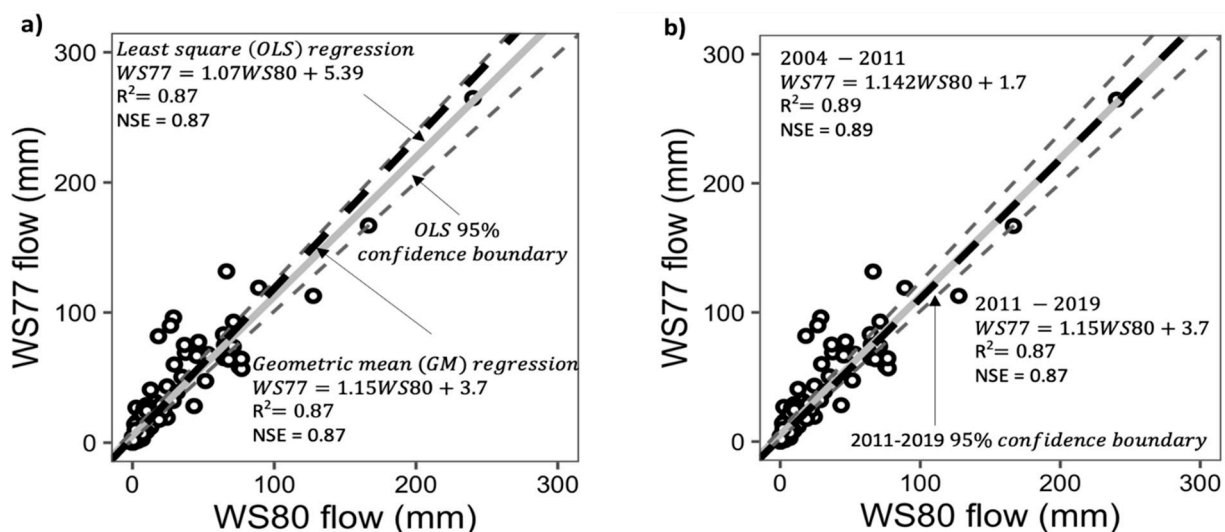 a)
Least square (OLS) regression
WS77 = 1.07WS80 + 5.39
R²= 0.87
NSE = 0.87
OLS 95%
confidence boundary
Geometric mean (GM) regression
WS77 = 1.15WS80 + 3.7
R²= 0.87
NSE = 0.87
WS77 flow (mm)
300
200
100
0
0 100 200 300
WS80 flow (mm)
b)
2004 − 2011
WS77 = 1.142WS80 + 1.7
R²= 0.89
NSE = 0.89
2011 − 2019
WS77 = 1.15WS80 + 3.7
R²= 0.87
NSE = 0.87
2011-2019 95% confidence boundary
WS77 flow (mm)
300
200
100
0
0 100 200 300
WS80 flow (mm)